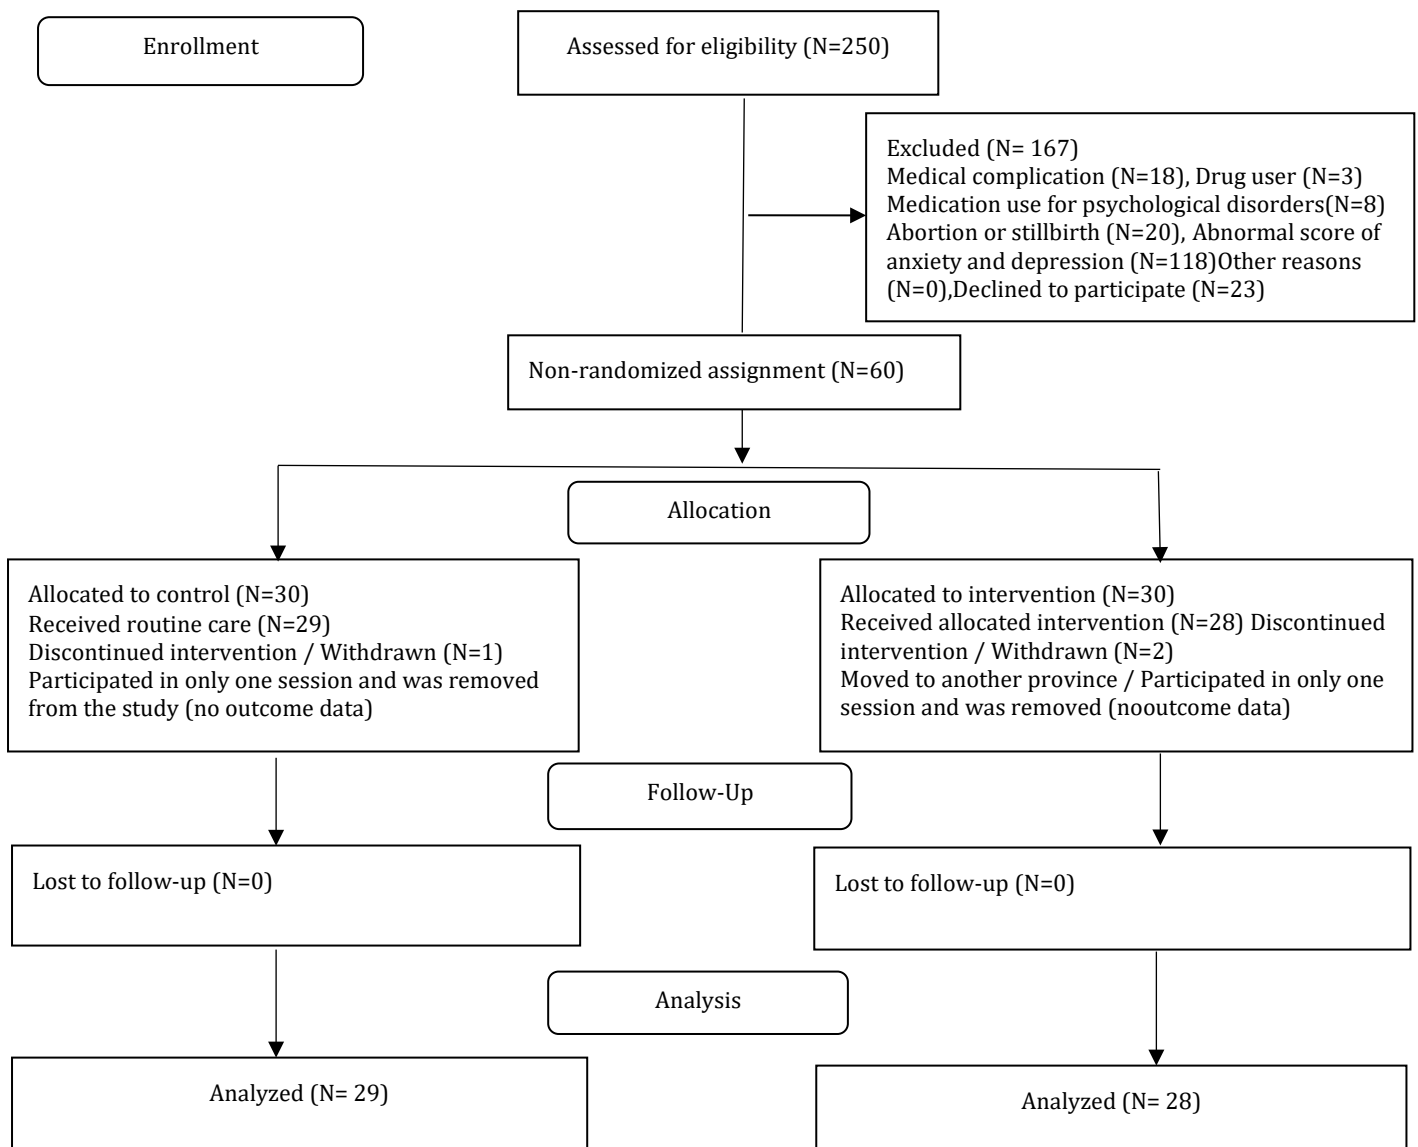 Enrollment
Assessed for eligibility (N=250)
Excluded (N= 167)
Medical complication (N=18), Drug user (N=3)
Medication use for psychological disorders(N=8)
Abortion or stillbirth (N=20), Abnormal score of
anxiety and depression (N=118)Other reasons
(N=0),Declined to participate (N=23)
Non-randomized assignment (N=60)
Allocation
Allocated to control (N=30)
Received routine care (N=29)
Discontinued intervention / Withdrawn (N=1)
Participated in only one session and was removed
from the study (no outcome data)
Allocated to intervention (N=30)
Received allocated intervention (N=28) Discontinued
intervention / Withdrawn (N=2)
Moved to another province / Participated in only one
session and was removed (nooutcome data)
Follow-Up
Lost to follow-up (N=0)
Lost to follow-up (N=0)
Analysis
Analyzed (N= 29)
Analyzed (N= 28)